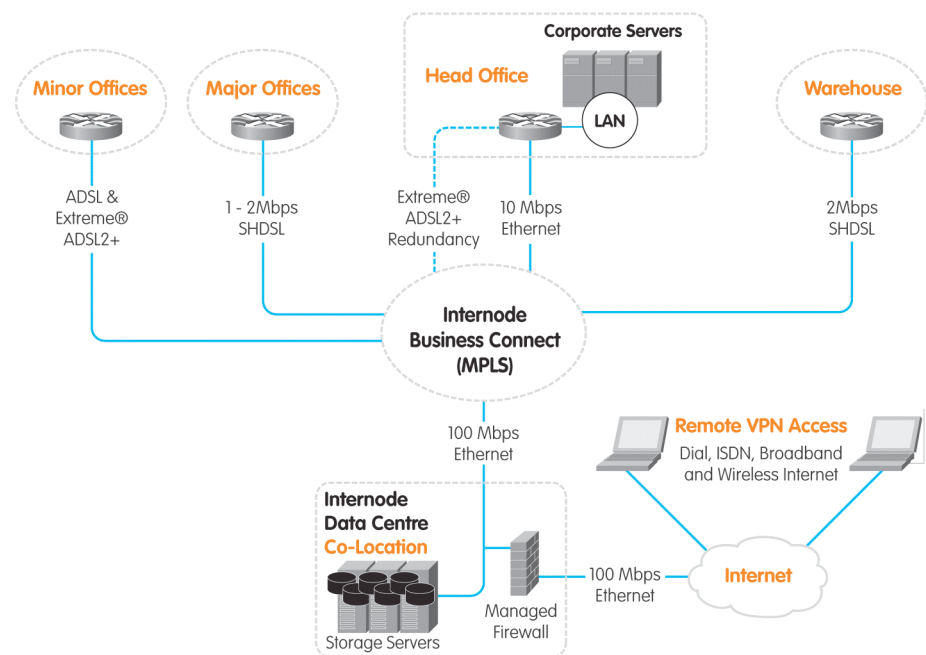 Corporate Servers
Minor Offices
Major Offices
Head Office
Warehouse
LAN
ADSL &
Extreme®
ADSL2+
1 - 2Mbps
SHDSL
Extreme®
ADSL2+
Redundancy
10 Mbps
Ethernet
2Mbps
SHDSL
Internode
Business Connect
(MPLS)
100 Mbps
Ethernet
Remote VPN Access
Dial, ISDN, Broadband
and Wireless Internet
Internode
Data Centre
Co-Location
Storage Servers
Managed
Firewall
100 Mbps
Ethernet
Internet